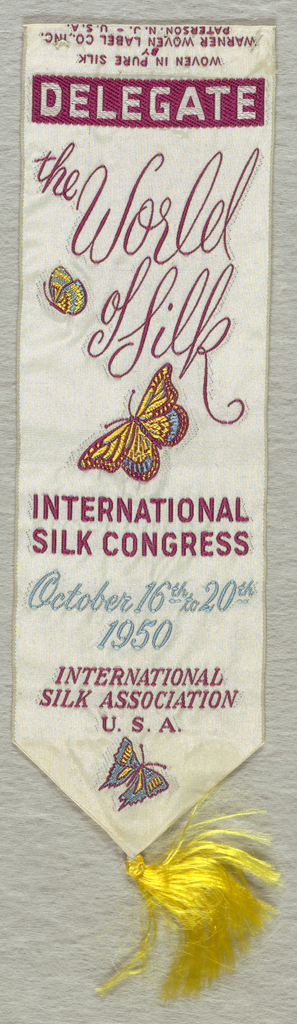 WOVEN IN PURE SILK
BY
WARNER WOVEN LABEL CO., INC.
PATERSON. N. J. - U.S.A.
DELEGATE
the World
of Silk
INTERNATIONAL
SILK CONGRESS
October 16th to 20th
1950
INTERNATIONAL
SILK ASSOCIATION
U. S. A.